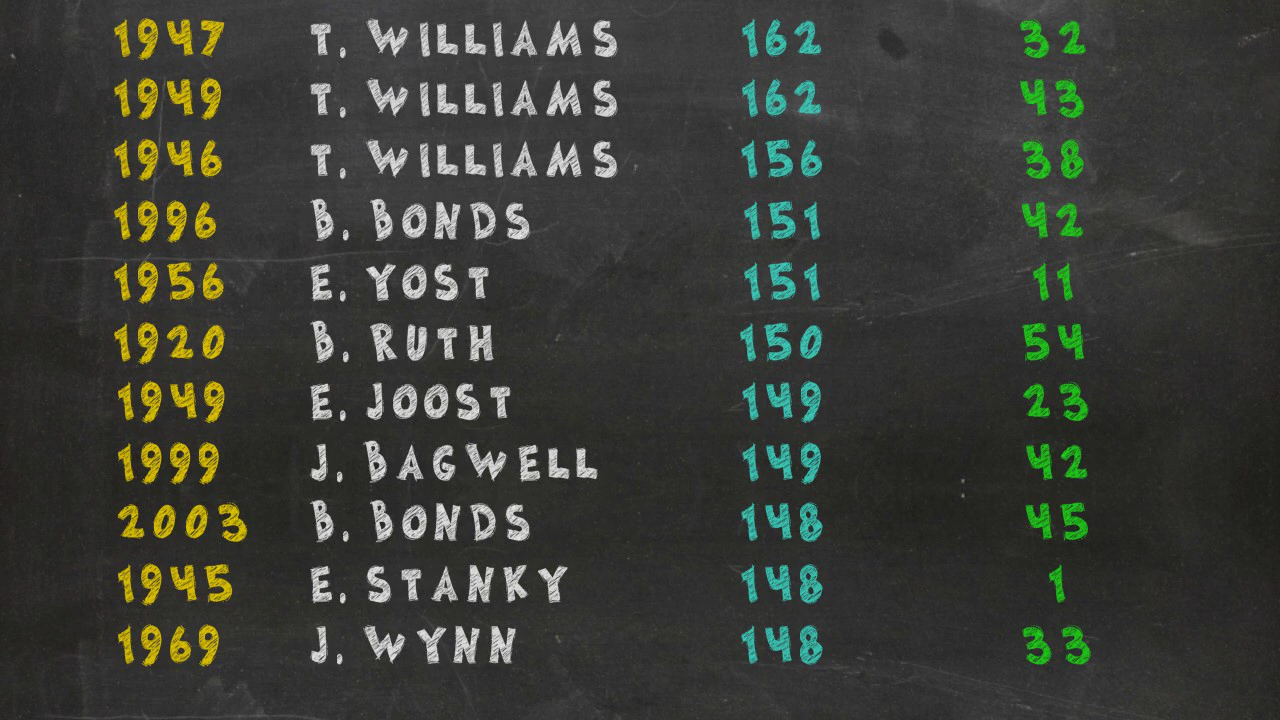 1947 T. WILLIAMS 162 32
1949 T. WILLIAMS 162 43
1946 T. WILLIAMS 156 38
1996 B. BONDS 151 42
1956 E. YOST 151 11
1920 B. RUTH 150 54
1949 E. JOOST 149 23
1999 J. BAGWELL 149 42
2003 B. BONDS 148 45
1945 E. STANKY 148 1
1969 J. WYNN 148 33